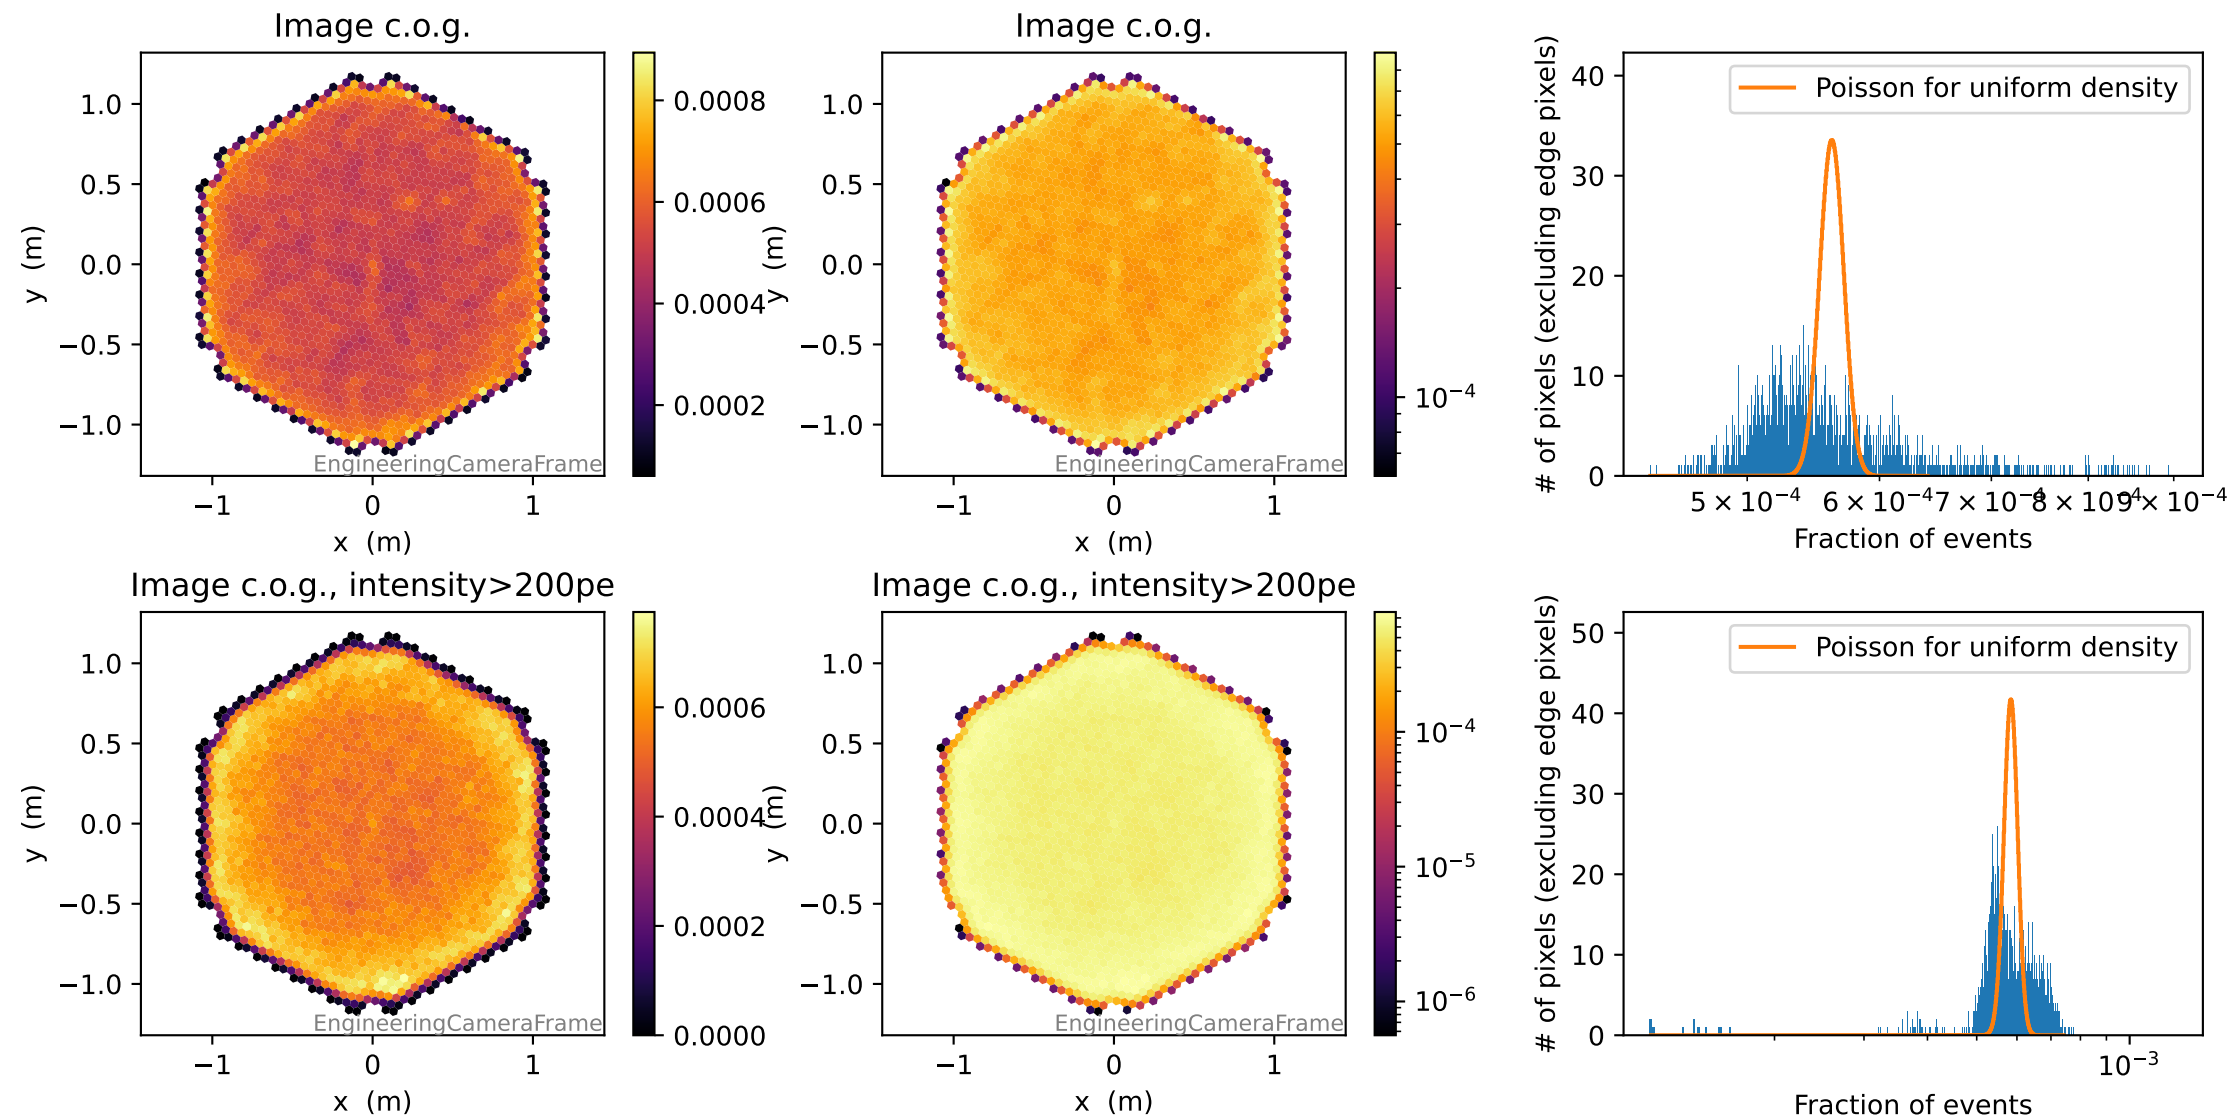 Image c.o.g.
1.0
0.5
0.0
−0.5
−1.0
y (m)
−1 0 1
x (m)
EngineeringCameraFrame
0.0008
0.0006
0.0004
0.0002
Image c.o.g.
1.0
0.5
0.0
−0.5
−1.0
y (m)
−1 0 1
x (m)
EngineeringCameraFrame
10⁻⁴
40
30
20
10
0
# of pixels (excluding edge pixels)
Poisson for uniform density
5 × 10⁻⁴ 6 × 10⁻⁴ 7 × 10⁻⁴ 8 × 10⁻⁴ 9 × 10⁻⁴
Fraction of events
Image c.o.g., intensity>200pe
1.0
0.5
0.0
−0.5
−1.0
y (m)
−1 0 1
x (m)
EngineeringCameraFrame
0.0006
0.0004
0.0002
0.0000
Image c.o.g., intensity>200pe
1.0
0.5
0.0
−0.5
−1.0
y (m)
−1 0 1
x (m)
EngineeringCameraFrame
10⁻⁴
10⁻⁵
10⁻⁶
50
40
30
20
10
0
# of pixels (excluding edge pixels)
Poisson for uniform density
10⁻³
Fraction of events